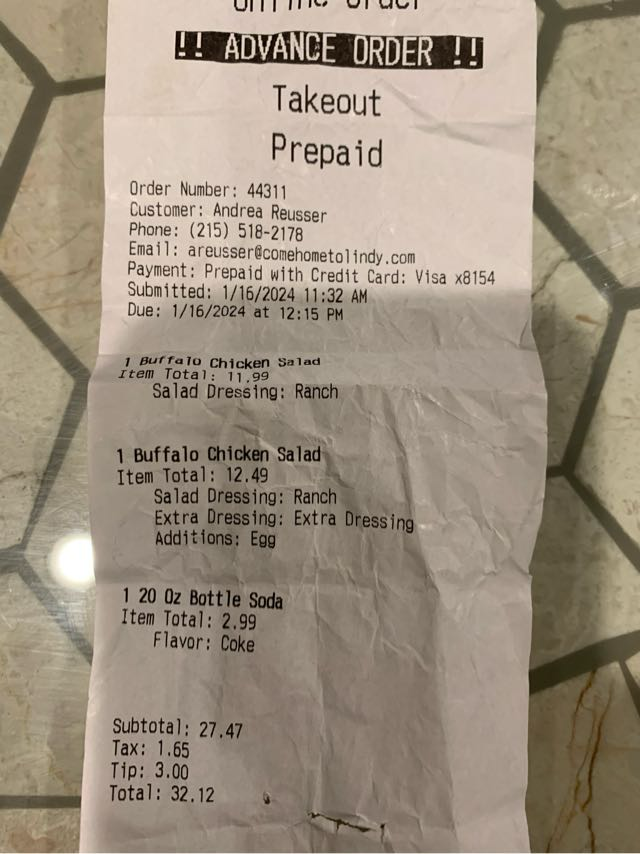 !! ADVANCE ORDER !!
Takeout
Prepaid
Order Number: 44311
Customer: Andrea Reusser
Phone: (215) 518-2178
Email: areusser@comehometolindy.com
Payment: Prepaid with Credit Card: Visa x8154
Submitted: 1/16/2024 11:32 AM
Due: 1/16/2024 at 12:15 PM
1 Buffalo Chicken Salad
Item Total: 11.99
Salad Dressing: Ranch
1 Buffalo Chicken Salad
Item Total: 12.49
Salad Dressing: Ranch
Extra Dressing: Extra Dressing
Additions: Egg
1 20 Oz Bottle Soda
Item Total: 2.99
Flavor: Coke
Subtotal: 27.47
Tax: 1.65
Tip: 3.00
Total: 32.12